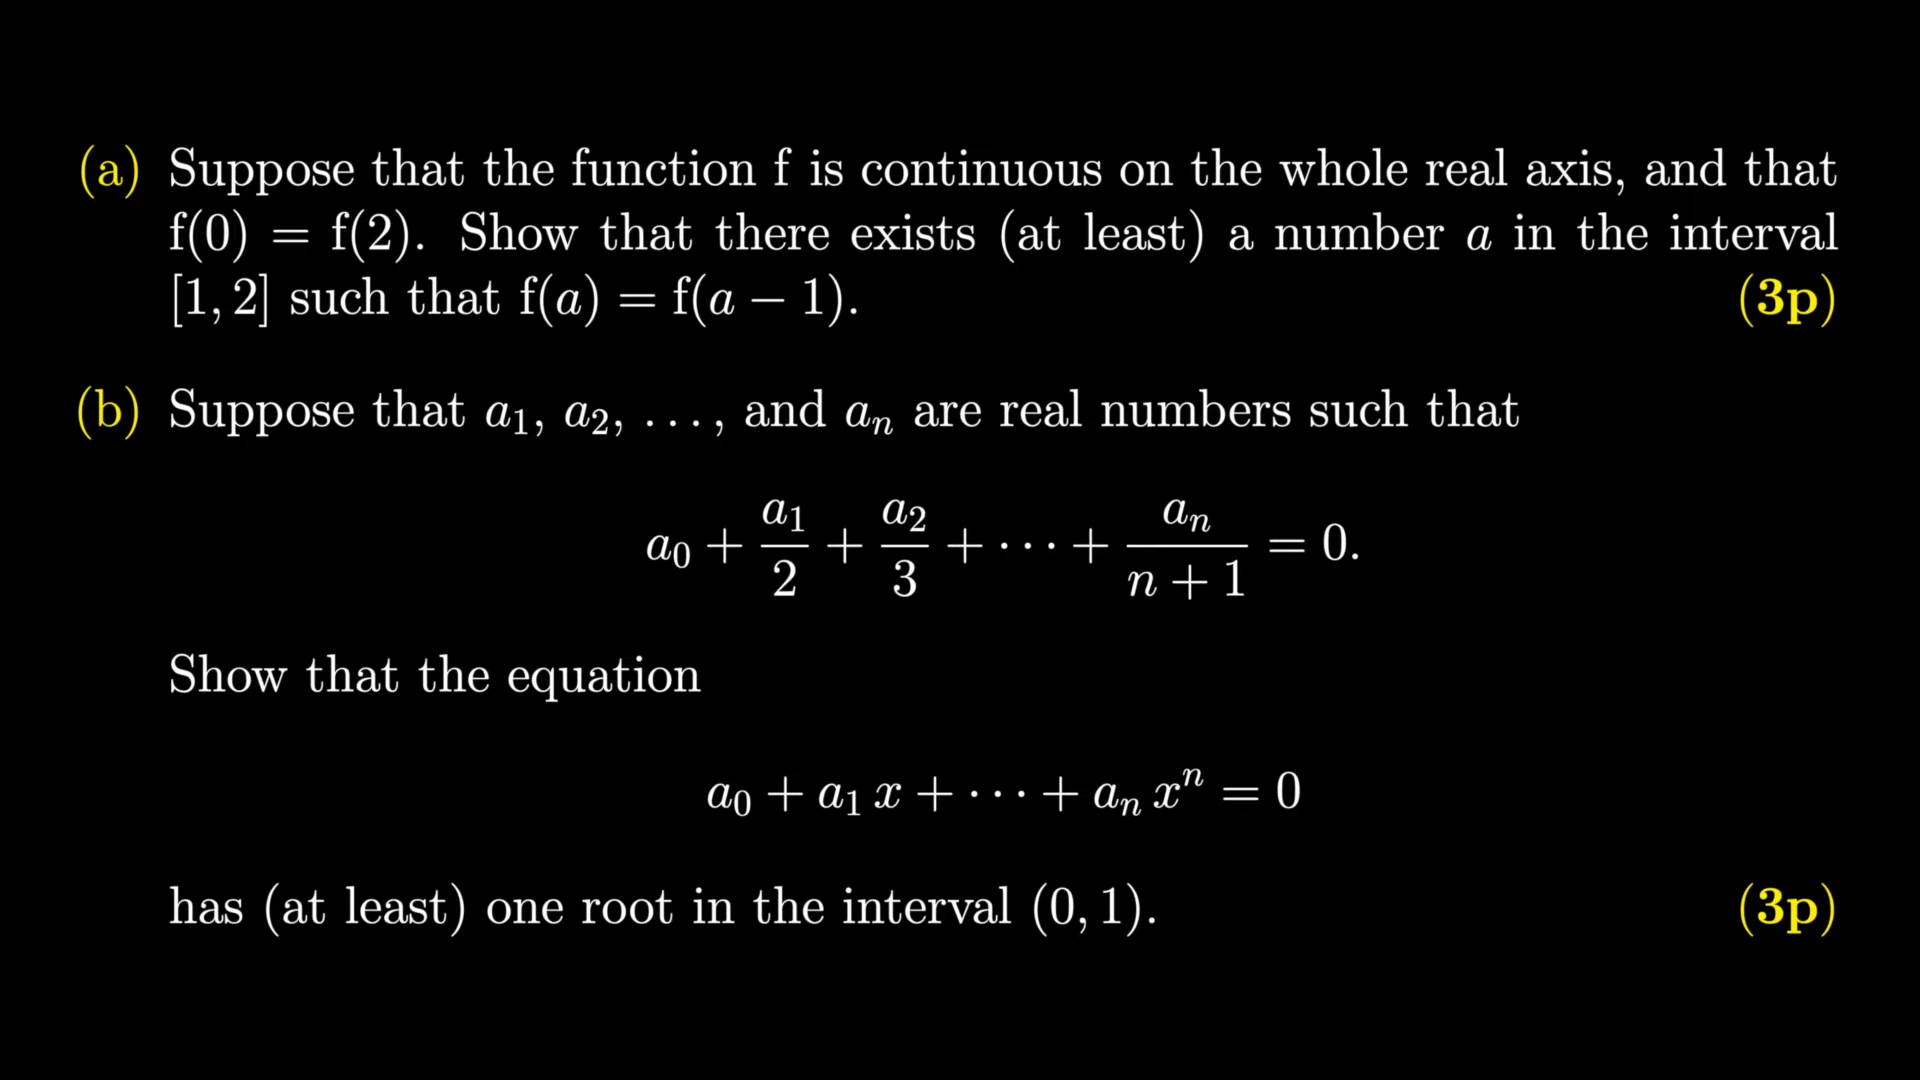 (a) Suppose that the function f is continuous on the whole real axis, and that
f(0) = f(2). Show that there exists (at least) a number a in the interval
[1, 2] such that f(a) = f(a − 1). (3p)
(b) Suppose that a₁, a₂, …, and aₙ are real numbers such that
a₀ + a₁/2 + a₂/3 + ⋯ + aₙ/(n + 1) = 0.
Show that the equation
a₀ + a₁ x + ⋯ + aₙ xⁿ = 0
has (at least) one root in the interval (0, 1). (3p)